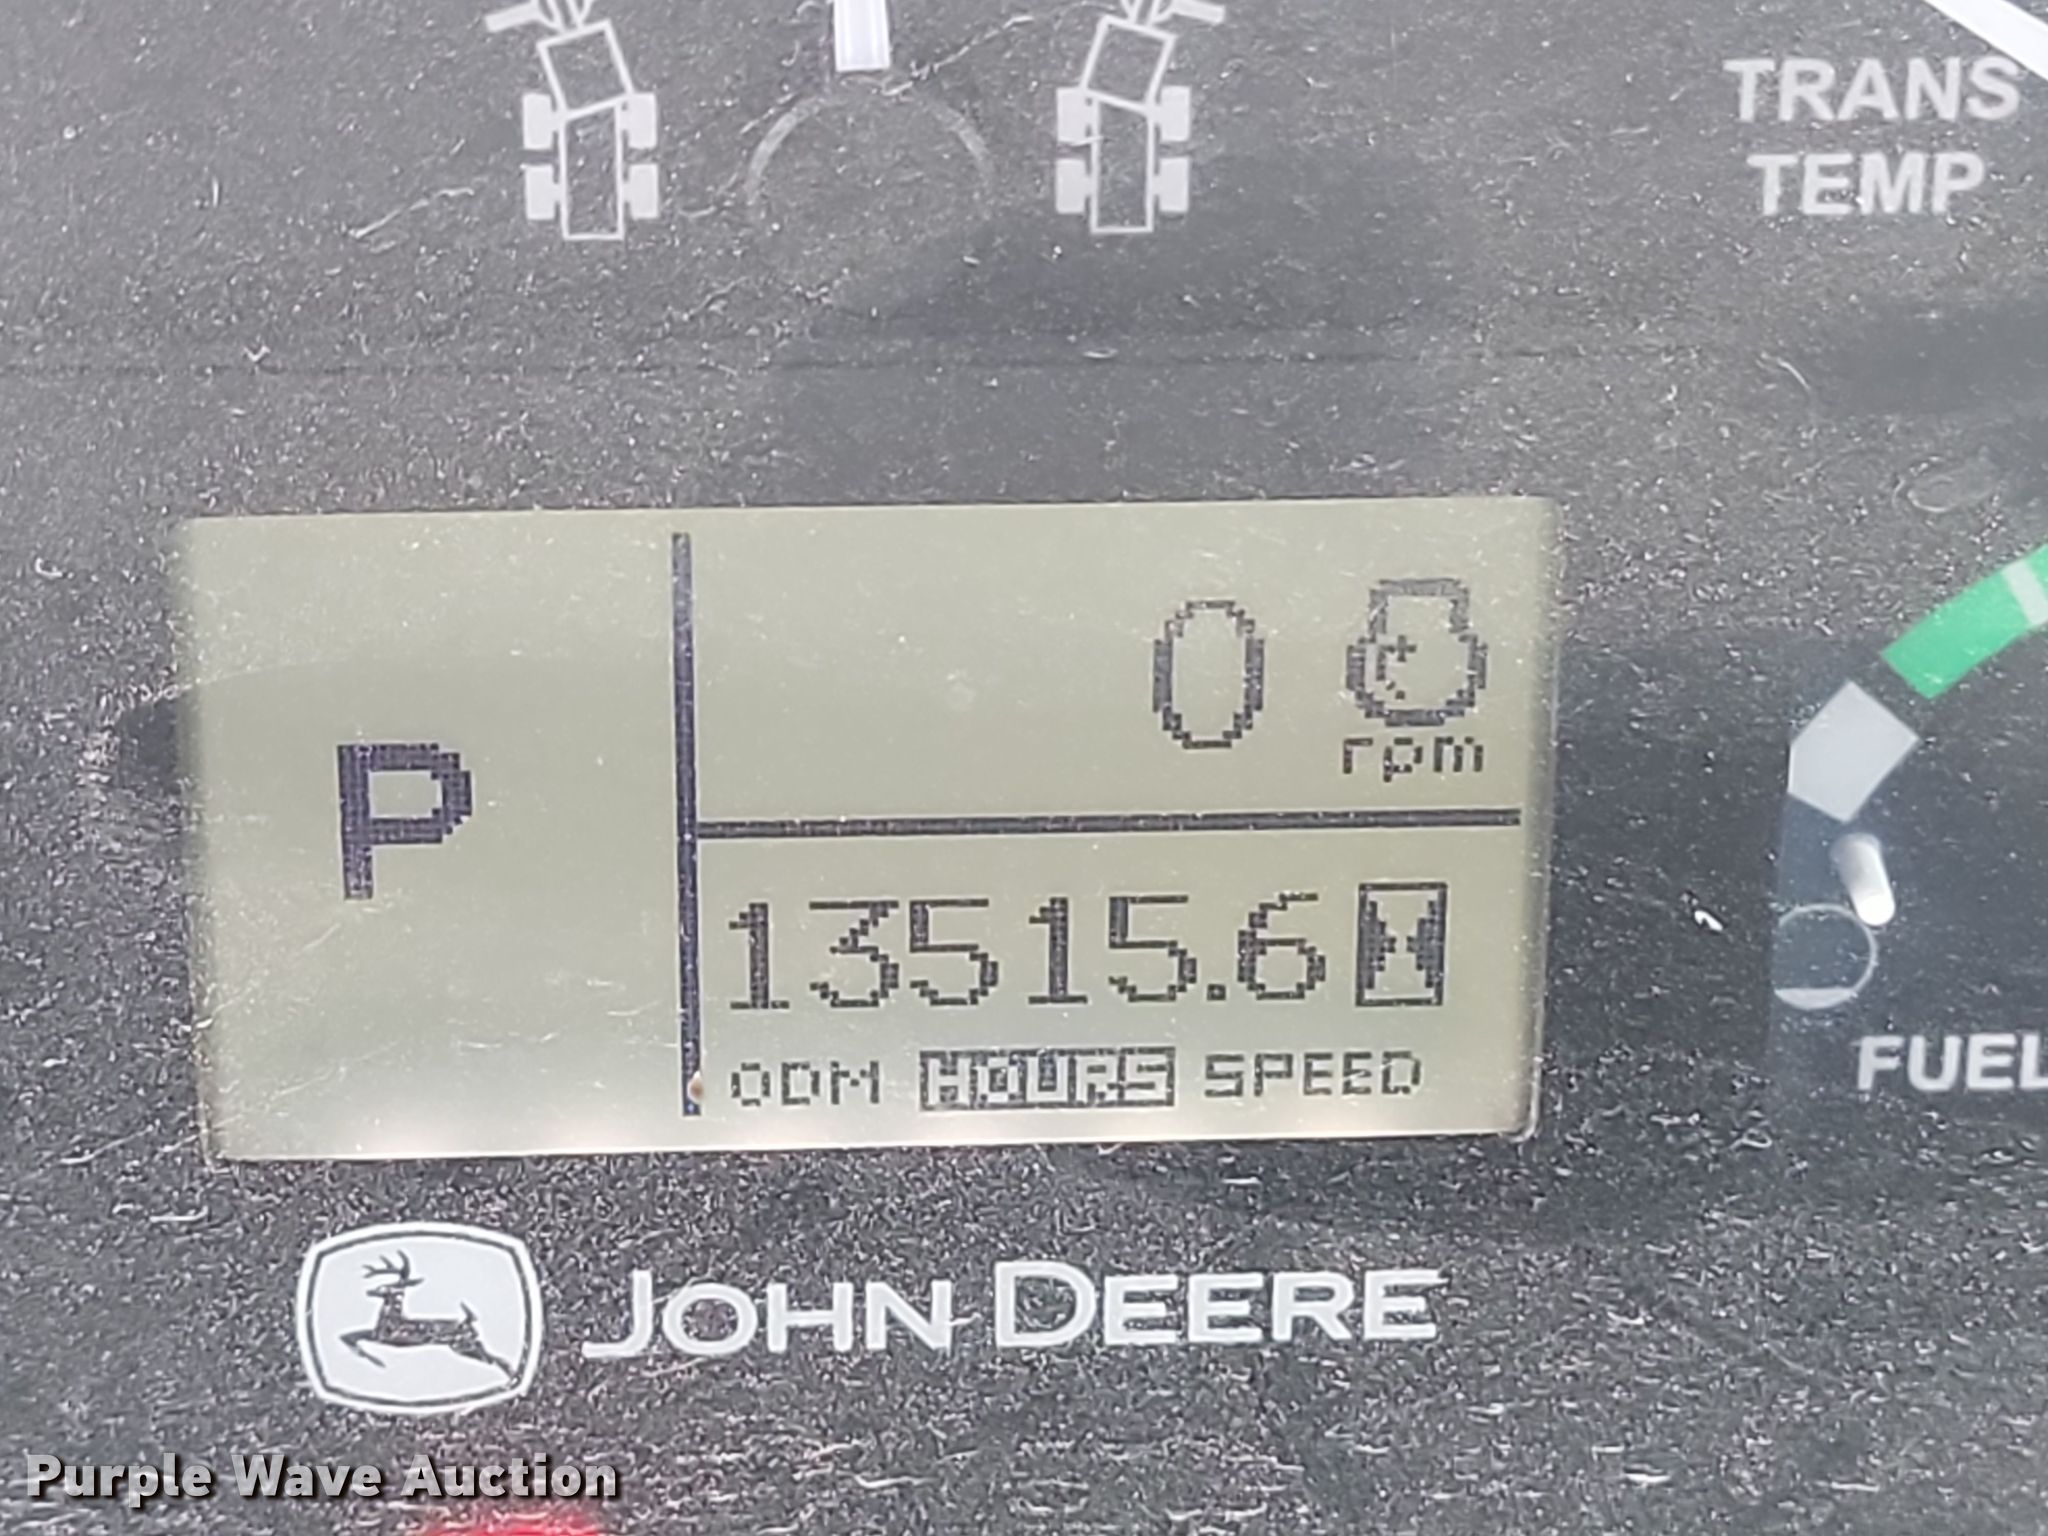 TRANS
TEMP
0
rpm
P
13515.6
ODM HOURS SPEED
FUEL
JOHN DEERE
Purple Wave Auction